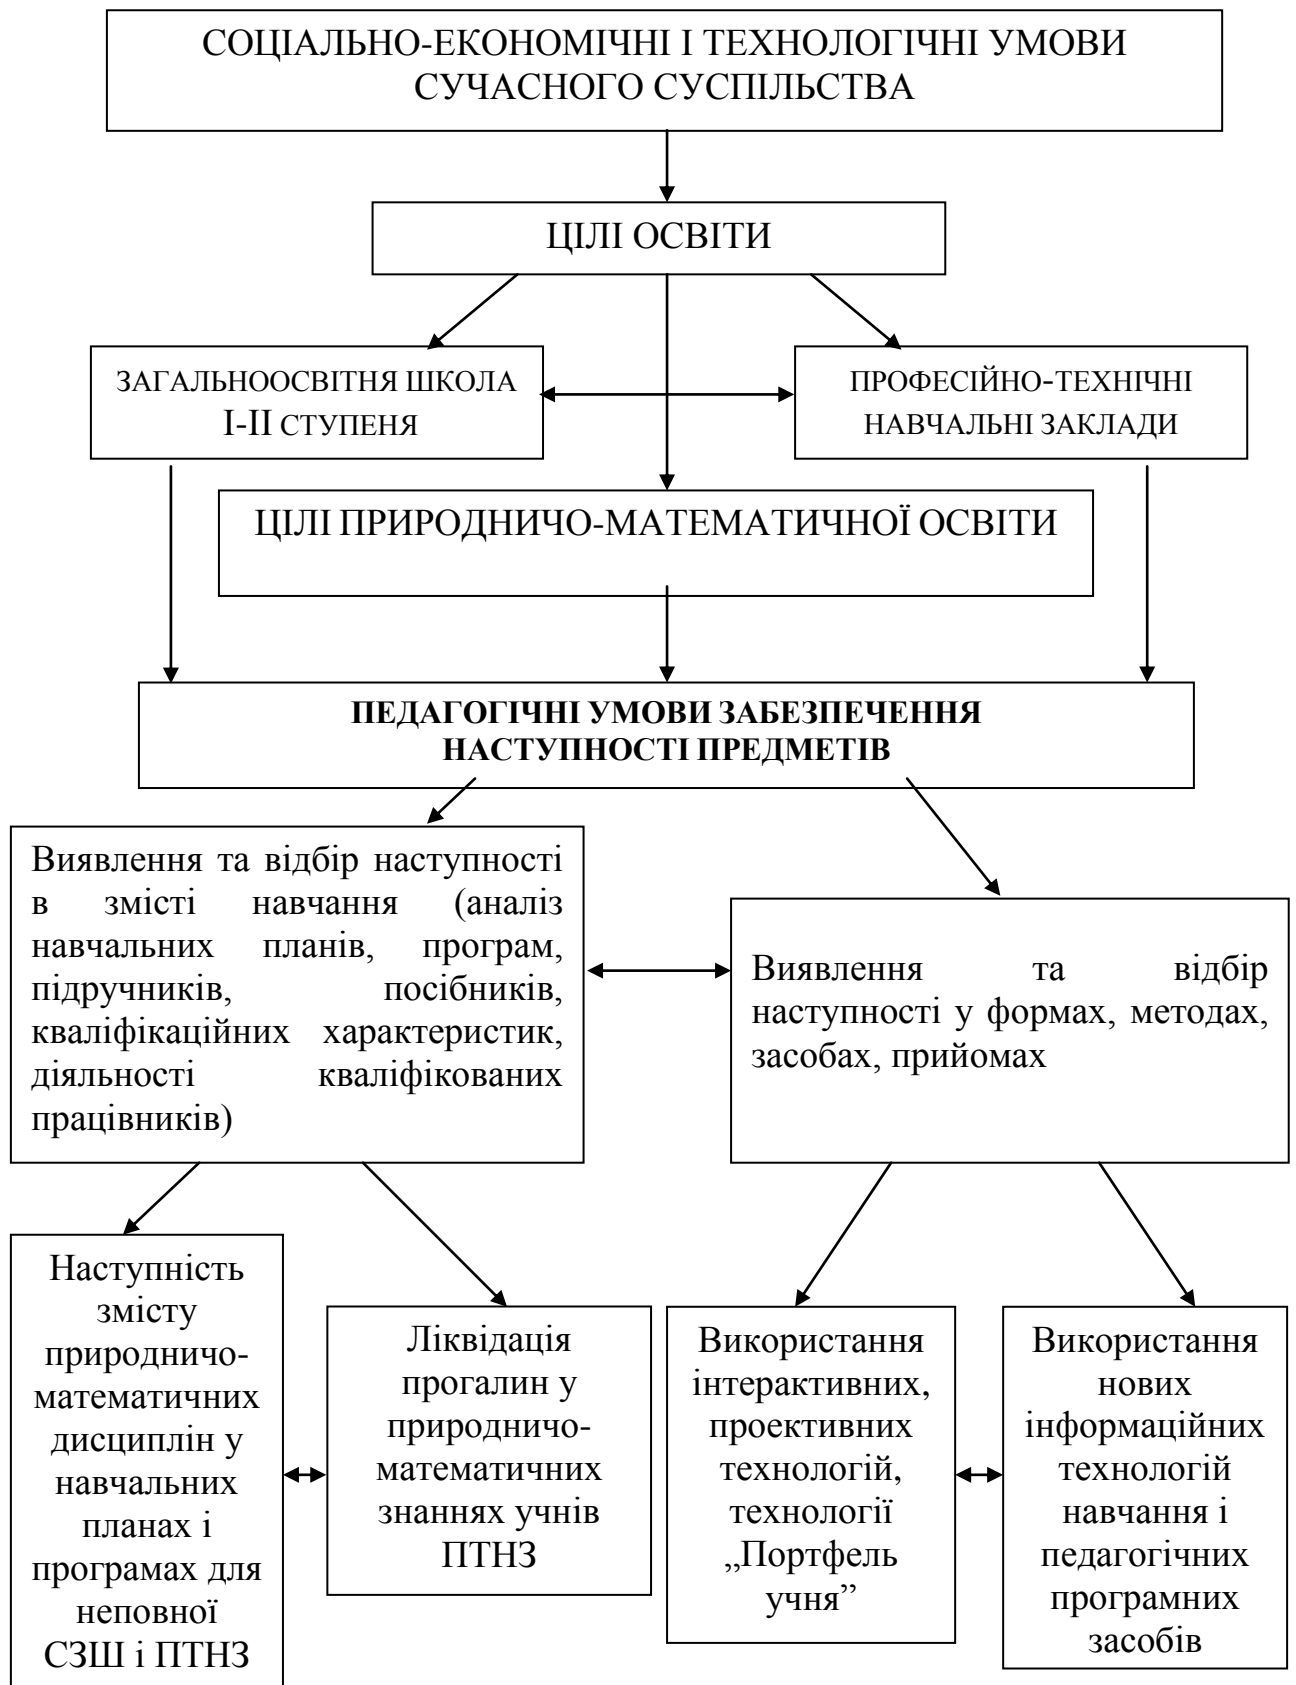 СОЦІАЛЬНО-ЕКОНОМІЧНІ І ТЕХНОЛОГІЧНІ УМОВИ
СУЧАСНОГО СУСПІЛЬСТВА
ЦІЛІ ОСВІТИ
ЗАГАЛЬНООСВІТНЯ ШКОЛА
І-ІІ СТУПЕНЯ
ПРОФЕСІЙНО-ТЕХНІЧНІ
НАВЧАЛЬНІ ЗАКЛАДИ
ЦІЛІ ПРИРОДНИЧО-МАТЕМАТИЧНОЇ ОСВІТИ
ПЕДАГОГІЧНІ УМОВИ ЗАБЕЗПЕЧЕННЯ
НАСТУПНОСТІ ПРЕДМЕТІВ
Виявлення та відбір наступності
в змісті навчання (аналіз
навчальних планів, програм,
підручників, посібників,
кваліфікаційних характеристик,
діяльності кваліфікованих
працівників)
Виявлення та відбір
наступності у формах, методах,
засобах, прийомах
Наступність
змісту
природничо-
математичних
дисциплін у
навчальних
планах і
програмах для
неповної
СЗШ і ПТНЗ
Ліквідація
прогалин у
природничо-
математичних
знаннях учнів
ПТНЗ
Використання
інтерактивних,
проективних
технологій,
технології
„Портфель
учня”
Використання
нових
інформаційних
технологій
навчання і
педагогічних
програмних
засобів